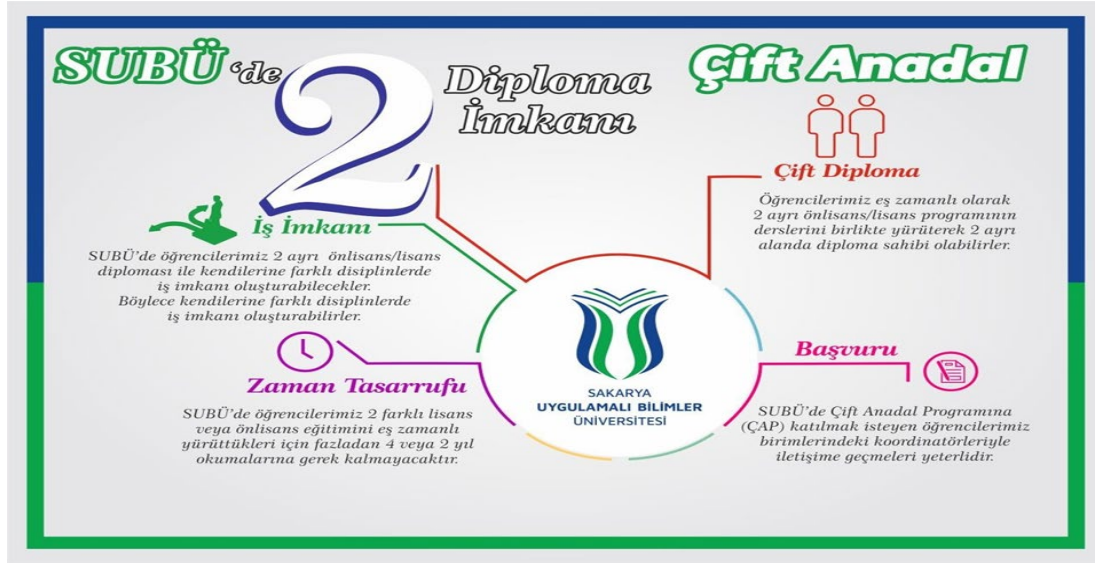 SUBÜ 'de 2 Diploma
İmkanı
Çift Anadal
Çift Diploma
Öğrencilerimiz eş zamanlı olarak
2 ayrı önlisans/lisans programının
derslerini birlikte yürüterek 2 ayrı
alanda diploma sahibi olabilirler.
İş İmkanı
SUBÜ'de öğrencilerimiz 2 ayrı önlisans/lisans
diploması ile kendilerine farklı disiplinlerde
iş imkanı oluşturabilecekler.
Böylece kendilerine farklı disiplinlerde
iş imkanı oluşturabilirler.
Zaman Tasarrufu
SUBÜ'de öğrencilerimiz 2 farklı lisans
veya önlisans eğitimini eş zamanlı
yürüttükleri için fazladan 4 veya 2 yıl
okumalarına gerek kalmayacaktır.
SAKARYA
UYGULAMALI BİLİMLER
ÜNİVERSİTESİ
Başvuru
SUBÜ'de Çift Anadal Programına
(ÇAP) katılmak isteyen öğrencilerimiz
birimlerindeki koordinatörleriyle
iletişime geçmeleri yeterlidir.